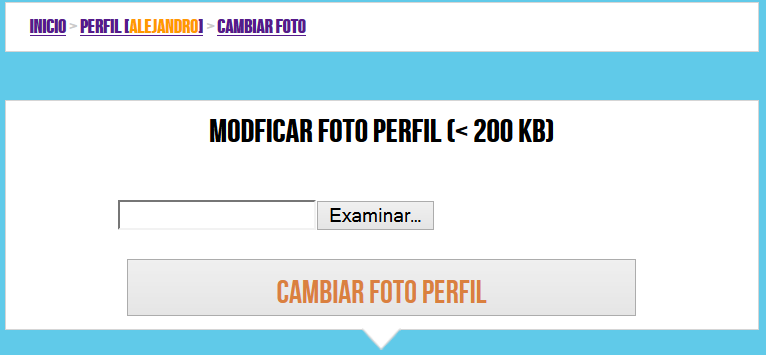 INICIO > PERFIL [ALEJANDRO] > CAMBIAR FOTO
MODFICAR FOTO PERFIL (< 200 KB)
Examinar...
CAMBIAR FOTO PERFIL